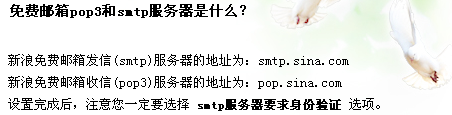 免费邮箱pop3和smtp服务器是什么?
新浪免费邮箱发信(smtp)服务器的地址为: smtp.sina.com
新浪免费邮箱收信(pop3)服务器的地址为: pop.sina.com
设置完成后，注意您一定要选择 smtp服务器要求身份验证 选项。